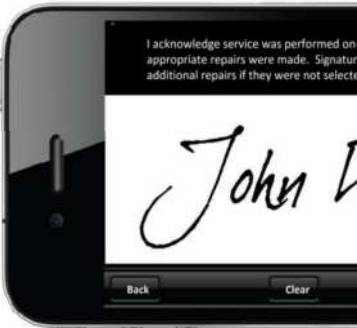 I acknowledge service was performed on
appropriate repairs were made. Signatur
additional repairs if they were not selecte
John
Back
Clear